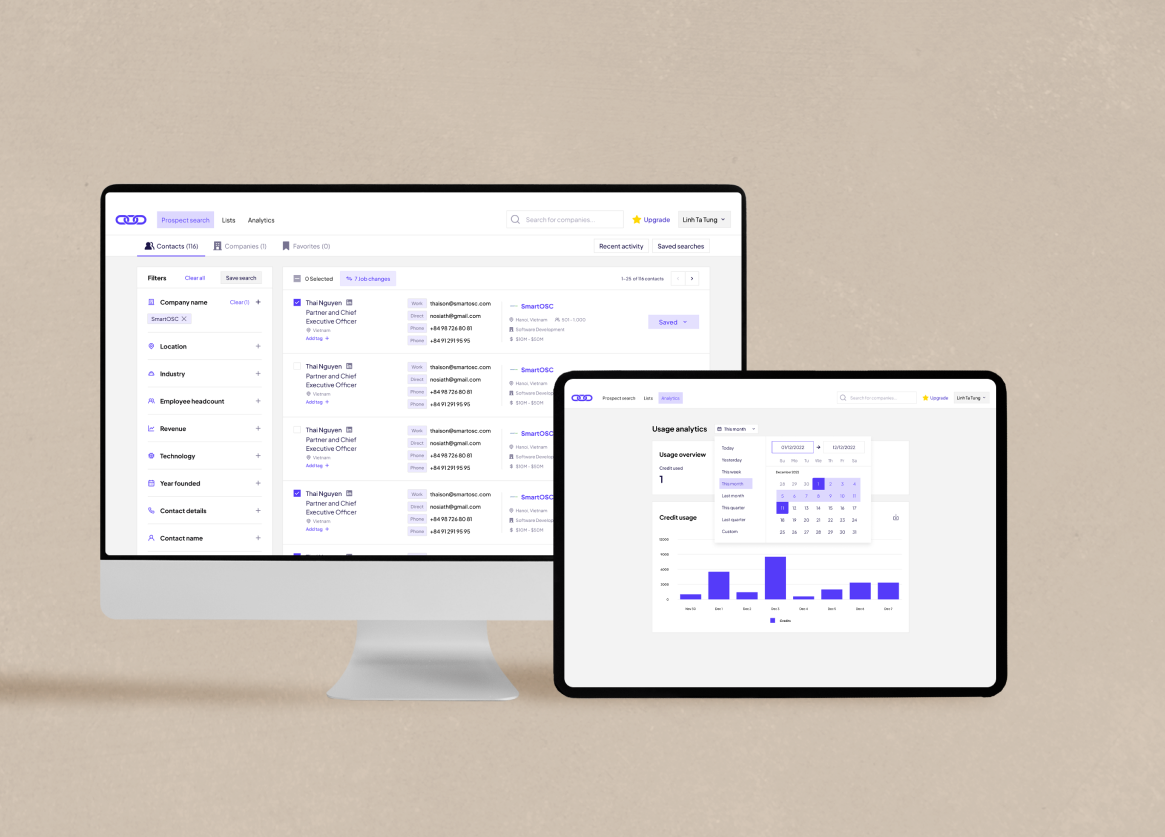 Prospect search
Lists
Analytics
Search for companies...
Upgrade
Linh Ta Tung
Contacts (116)
Companies (1)
Favorites (0)
Recent activity
Saved searches
Filters
Clear all
Save search
Company name
Clear (1)
SmartOSC
Location
Industry
Employee headcount
Revenue
Technology
Year founded
Contact details
Contact name
0 Selected
7 Job changes
1-25 of 116 contacts
Thai Nguyen
Partner and Chief
Executive Officer
Vietnam
Add tag
Work thaison@smartosc.com
Direct nosiath@gmail.com
Phone +84 98 726 80 81
Phone +84 91 291 95 95
SmartOSC
Hanoi, Vietnam 501 - 1.000
Software Development
$10M - $50M
Saved
Thai Nguyen
Partner and Chief
Executive Officer
Vietnam
Add tag
Work thaison@smartosc.com
Direct nosiath@gmail.com
Phone +84 98 726 80 81
Phone +84 91 291 95 95
SmartOSC
Hanoi, Vietnam
Software Develop
$10M - $50M
Thai Nguyen
Partner and Chief
Executive Officer
Vietnam
Add tag
Work thaison@smartosc.com
Direct nosiath@gmail.com
Phone +84 98 726 80 81
Phone +84 91 291 95 95
SmartOSC
Hanoi, Vietnam
Software Develop
$10M - $50M
Thai Nguyen
Partner and Chief
Executive Officer
Vietnam
Add tag
Work thaison@smartosc.com
Direct nosiath@gmail.com
Phone +84 98 726 80 81
Phone +84 91 291 95 95
SmartOSC
Hanoi, Vietnam
Software Develop
$10M - $50M
Prospect search
Lists
Analytics
Search for companies...
Upgrade
Linh Ta Tung
Usage analytics
This month
Usage overview
Credit used
1
Today
Yesterday
This week
This month
Last month
This quarter
Last quarter
Custom
01/12/2022
12/12/2022
Su Mo Tu We Th Fr Sa
December 2022
28 29 30 1 2 3 4
5 6 7 8 9 10 11
11 12 13 14 15 16 17
18 19 20 21 22 23 24
25 26 27 28 29 30 31
Credit usage
4000
2000
0
Nov 30
Dec 1
Dec 2
Dec 3
Dec 4
Dec 5
Dec 6
Dec 7
Credits